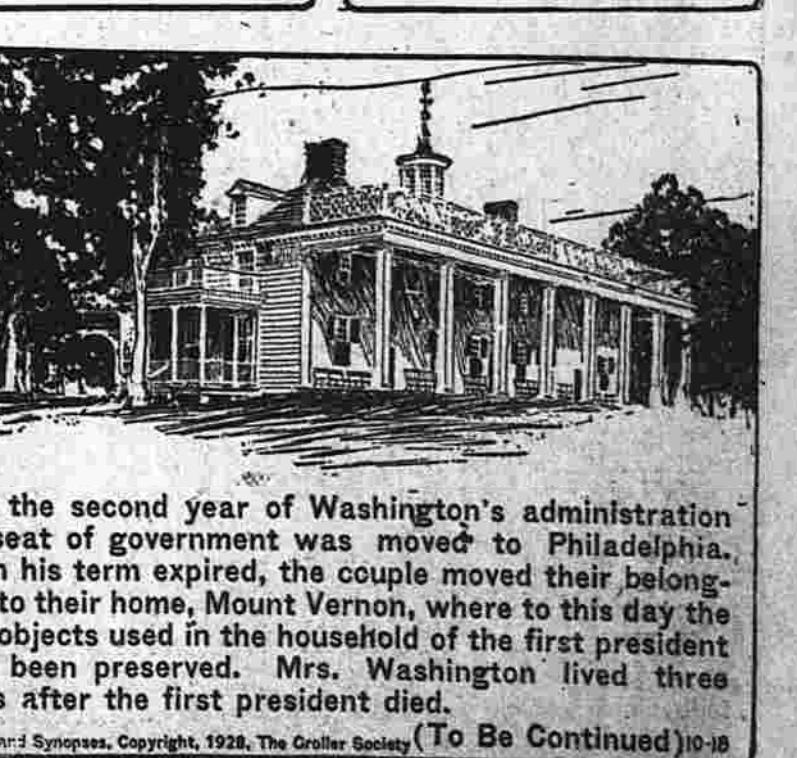 the second year of Washington's administration
seat of government was moved to Philadelphia.
n his term expired, the couple moved their belong-
to their home, Mount Vernon, where to this day the
objects used in the household of the first president
been preserved. Mrs. Washington lived three
s after the first president died.
and Synopses, Copyright, 1928, The Grolier Society (To Be Continued) 10-18